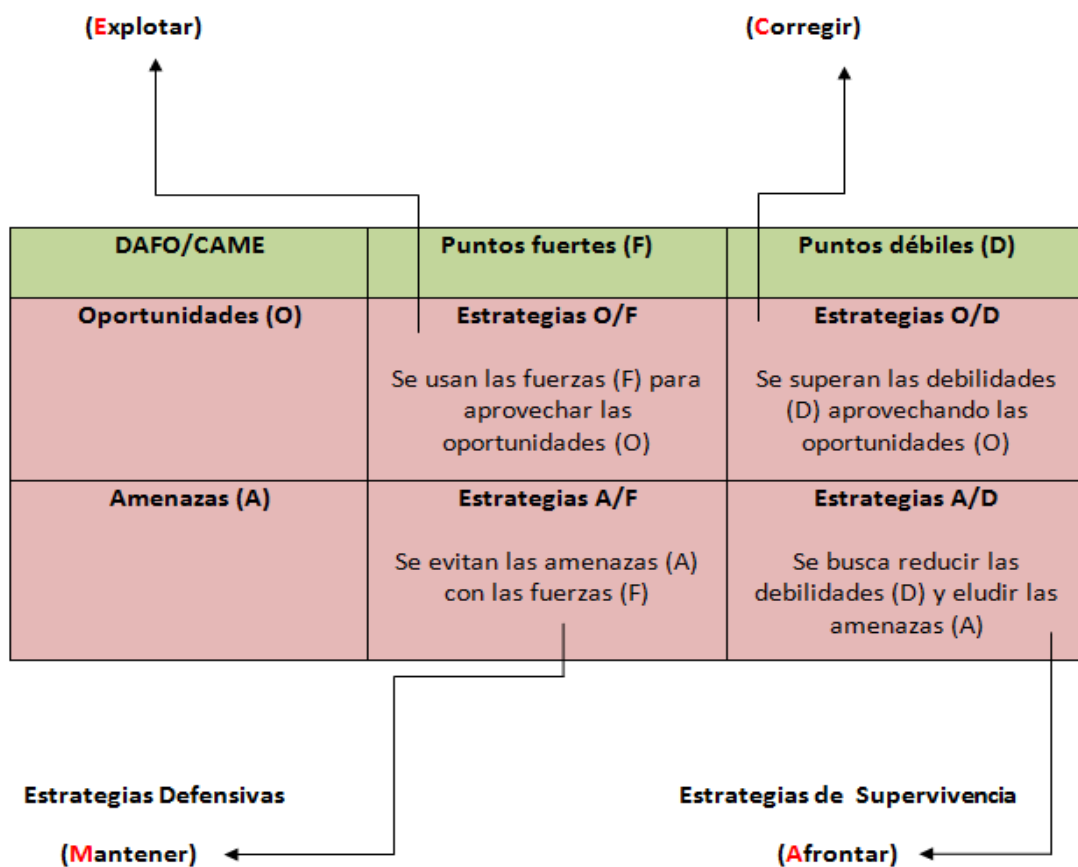 (Explotar)
(Corregir)
DAFO/CAME
Puntos fuertes (F)
Puntos débiles (D)
Oportunidades (O)
Estrategias O/F
Se usan las fuerzas (F) para
aprovechar las
oportunidades (O)
Estrategias O/D
Se superan las debilidades
(D) aprovechando las
oportunidades (O)
Amenazas (A)
Estrategias A/F
Se evitan las amenazas (A)
con las fuerzas (F)
Estrategias A/D
Se busca reducir las
debilidades (D) y eludir las
amenazas (A)
Estrategias Defensivas
(Mantener)
Estrategias de Supervivencia
(Afrontar)